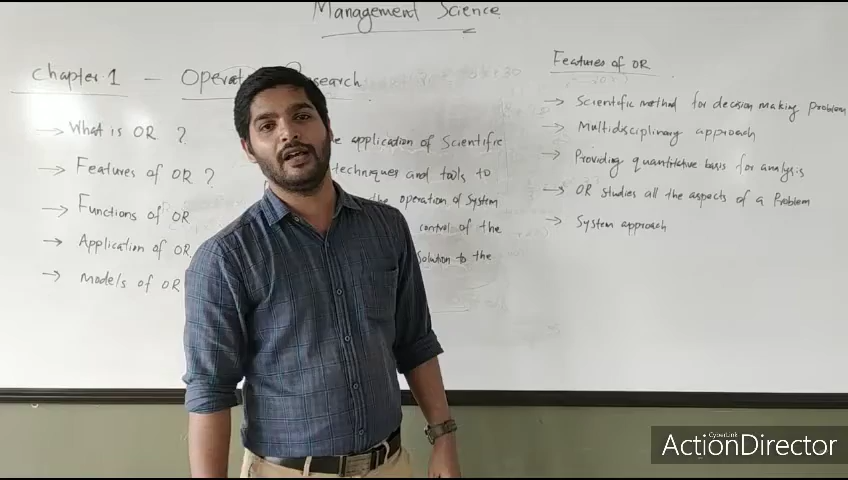 Management Science
Chapter.1 — Operat Research
→ What is OR ?
→ Features of OR ?
→ Functions of OR
→ Application of OR
→ Models of OR
application of Scientific
techniques and tools to
the operation of System
control of the
Solution to the
Features of OR
→ Scientific method for decision making problem
→ Multidisciplinary approach
→ Providing quantitative basis for analysis
→ OR studies all the aspects of a Problem
→ System approach
CyberLink
ActionDirector